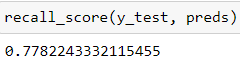 recall_score(y_test, preds)
0.7782243332115455